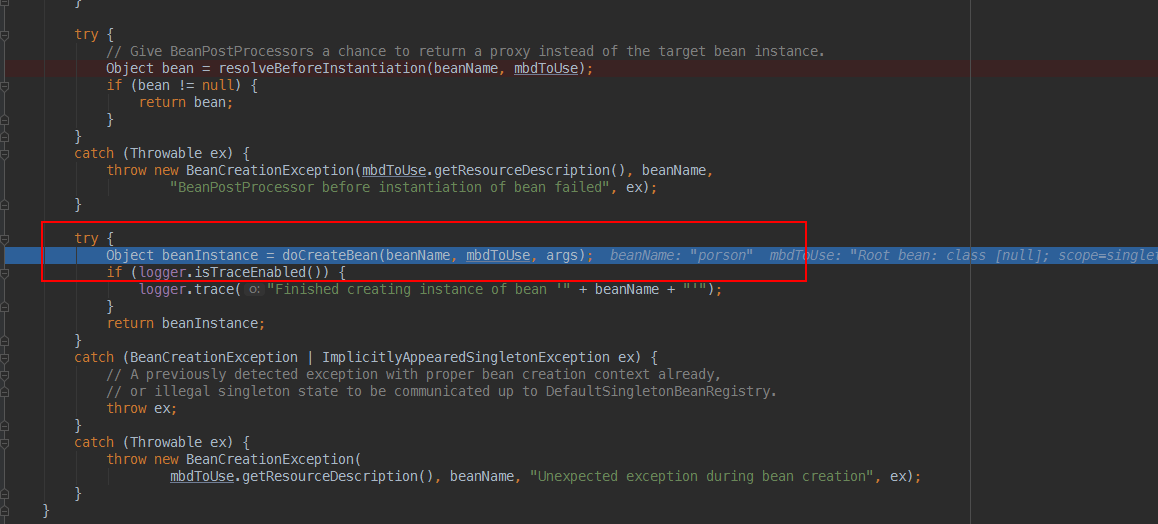 }
try {
// Give BeanPostProcessors a chance to return a proxy instead of the target bean instance.
Object bean = resolveBeforeInstantiation(beanName, mbdToUse);
if (bean != null) {
return bean;
}
}
catch (Throwable ex) {
throw new BeanCreationException(mbdToUse.getResourceDescription(), beanName,
"BeanPostProcessor before instantiation of bean failed", ex);
}
try {
Object beanInstance = doCreateBean(beanName, mbdToUse, args); beanName: "porson" mbdToUse: "Root bean: class [null]; scope=singlet
if (logger.isTraceEnabled()) {
logger.trace( o: "Finished creating instance of bean '" + beanName + "'");
}
return beanInstance;
}
catch (BeanCreationException | ImplicitlyAppearedSingletonException ex) {
// A previously detected exception with proper bean creation context already,
// or illegal singleton state to be communicated up to DefaultSingletonBeanRegistry.
throw ex;
}
catch (Throwable ex) {
throw new BeanCreationException(
mbdToUse.getResourceDescription(), beanName, "Unexpected exception during bean creation", ex);
}
}